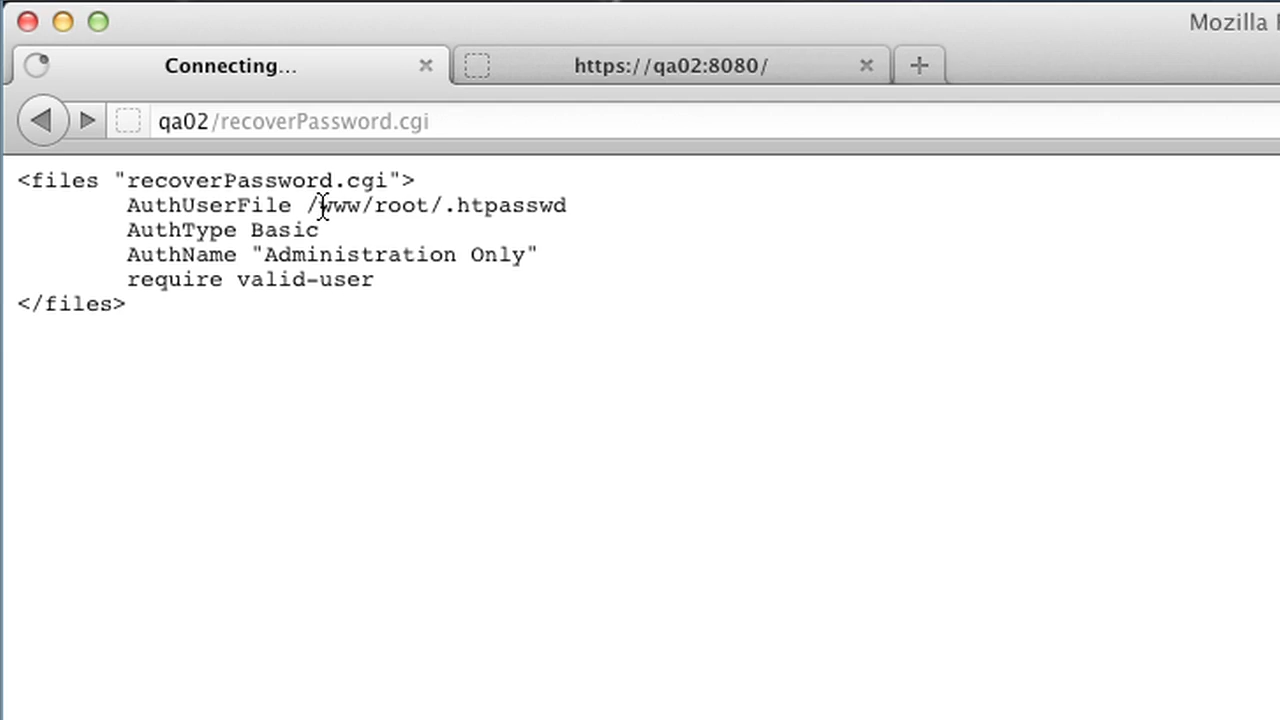 Mozilla
Connecting...
https://qa02:8080/
qa02/recoverPassword.cgi
<files "recoverPassword.cgi">
AuthUserFile /www/root/.htpasswd
AuthType Basic
AuthName "Administration Only"
require valid-user
</files>